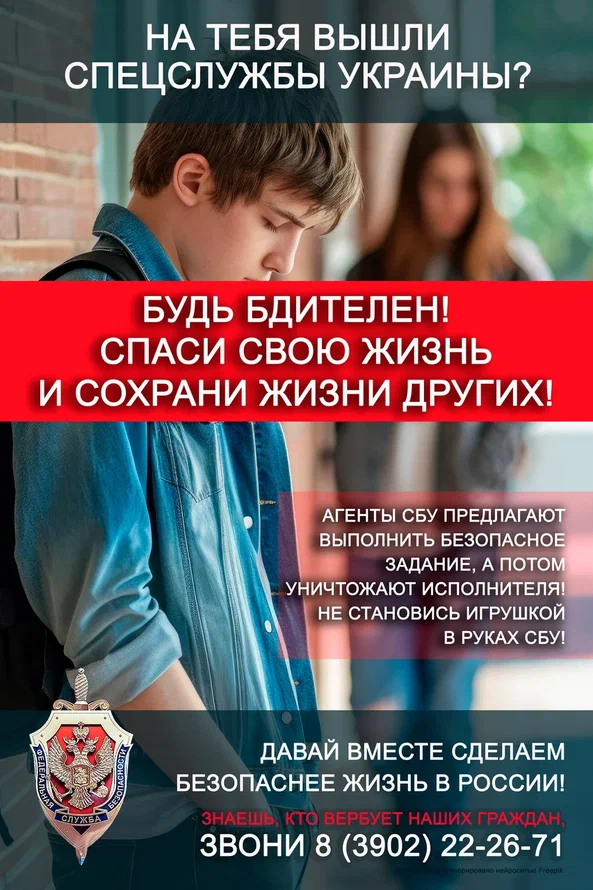 НА ТЕБЯ ВЫШЛИ
СПЕЦСЛУЖБЫ УКРАИНЫ?
БУДЬ БДИТЕЛЕН!
СПАСИ СВОЮ ЖИЗНЬ
И СОХРАНИ ЖИЗНИ ДРУГИХ!
АГЕНТЫ СБУ ПРЕДЛАГАЮТ
ВЫПОЛНИТЬ БЕЗОПАСНОЕ
ЗАДАНИЕ, А ПОТОМ
УНИЧТОЖАЮТ ИСПОЛНИТЕЛЯ!
НЕ СТАНОВИСЬ ИГРУШКОЙ
В РУКАХ СБУ!
ФЕДЕРАЛЬНАЯ
СЛУЖБА
БЕЗОПАСНОСТИ
ДАВАЙ ВМЕСТЕ СДЕЛАЕМ
БЕЗОПАСНЕЕ ЖИЗНЬ В РОССИИ!
ЗНАЕШЬ, КТО ВЕРБУЕТ НАШИХ ГРАЖДАН,
ЗВОНИ 8 (3902) 22-26-71
нейросетью Freepik